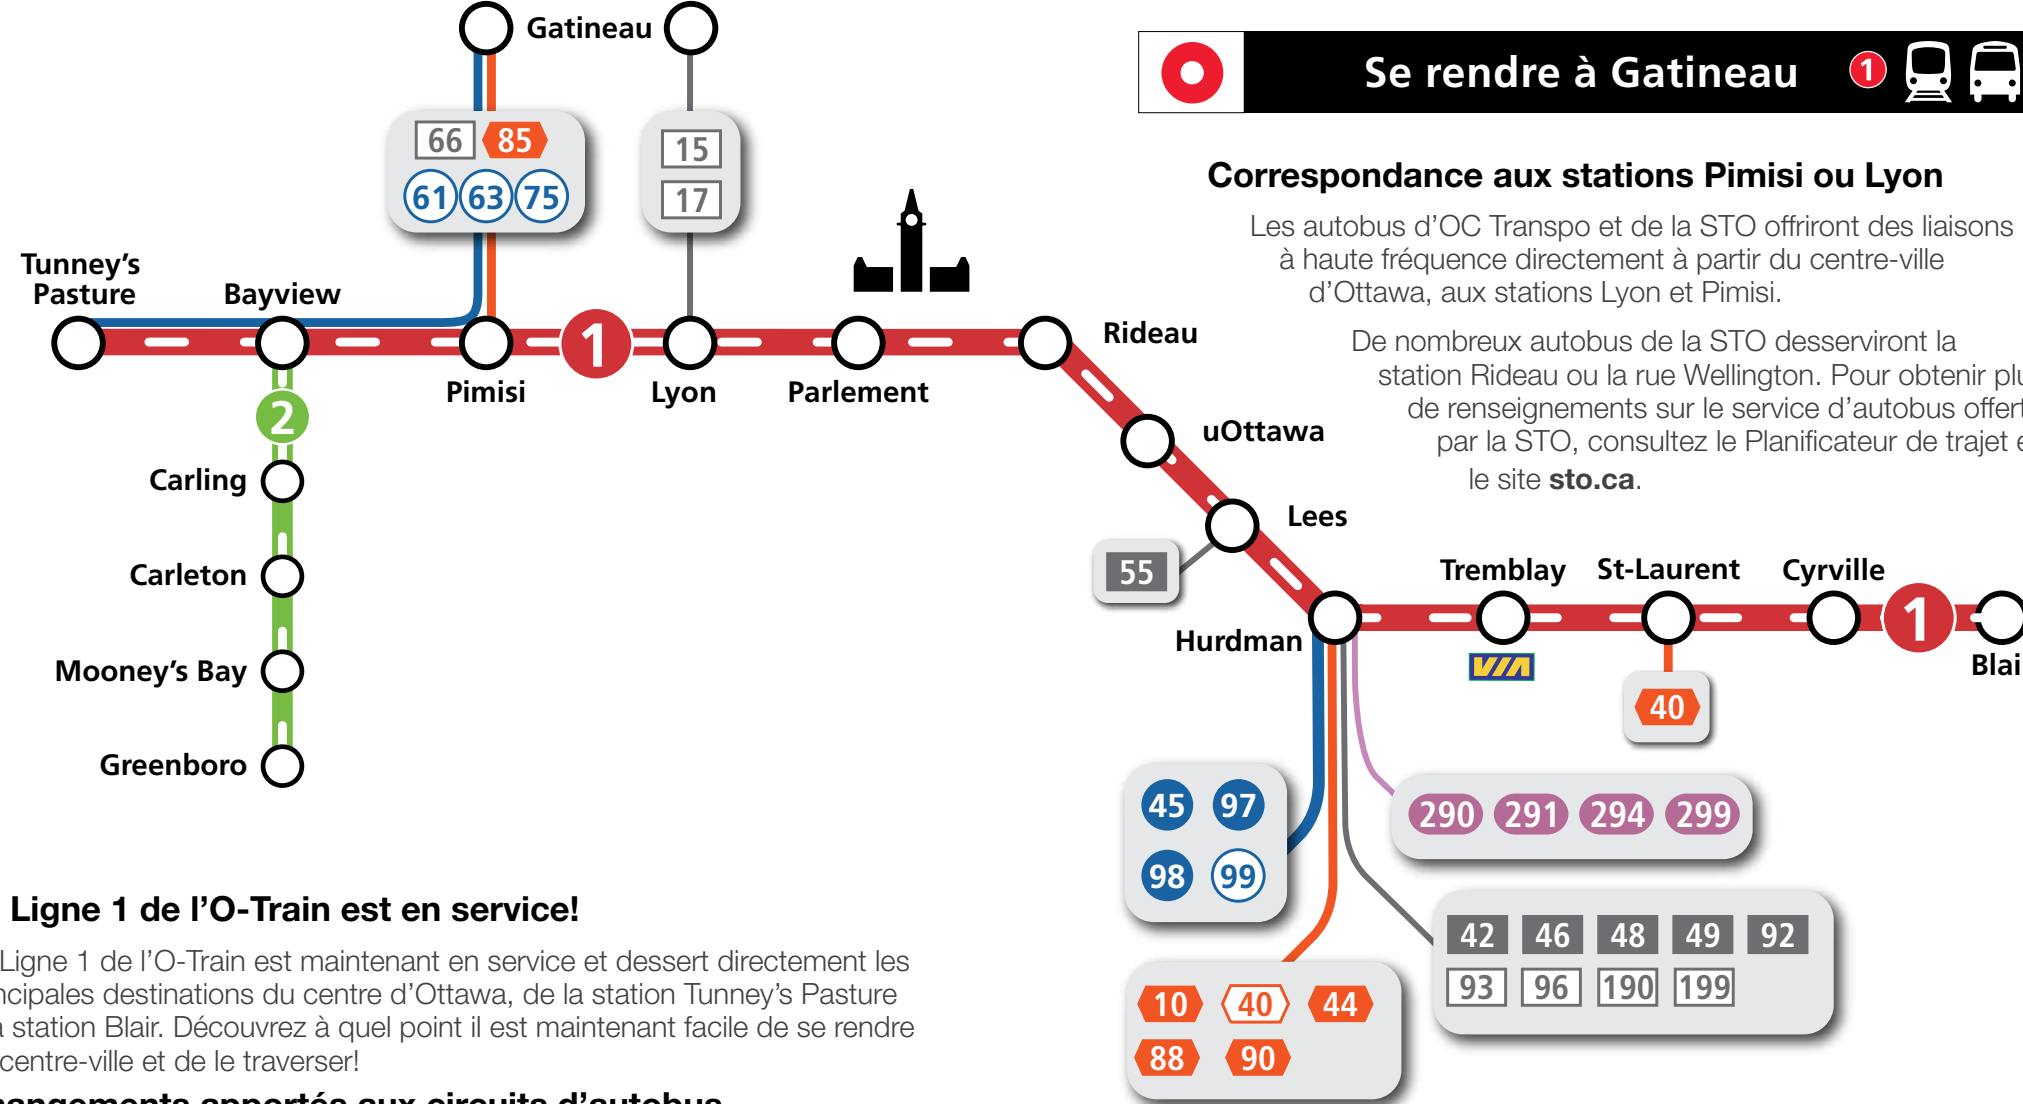 Gatineau
66 85
61 63 75
15
17
Tunney's
Pasture
Bayview
Pimisi
1
Lyon
Parlement
Rideau
2
Carling
Carleton
Mooney's Bay
Greenboro
uOttawa
Lees
55
Hurdman
Tremblay
VIA
St-Laurent
Cyrville
1
40
45 97
98 99
290 291 294 299
42 46 48 49 92
93 96 190 199
10 40 44
88 90
Se rendre à Gatineau 1
Correspondance aux stations Pimisi ou Lyon
Les autobus d'OC Transpo et de la STO offriront des liaisons
à haute fréquence directement à partir du centre-ville
d'Ottawa, aux stations Lyon et Pimisi.
De nombreux autobus de la STO desserviront la
station Rideau ou la rue Wellington. Pour obtenir
de renseignements sur le service d'autobus offert
par la STO, consultez le Planificateur de trajet
le site sto.ca.
Ligne 1 de l'O-Train est en service!
Ligne 1 de l'O-Train est maintenant en service et dessert directement les
destinations du centre d'Ottawa, de la station Tunney's Pasture
station Blair. Découvrez à quel point il est maintenant facile de se rendre
centre-ville et de le traverser!
apportés aux circuits d'autobus